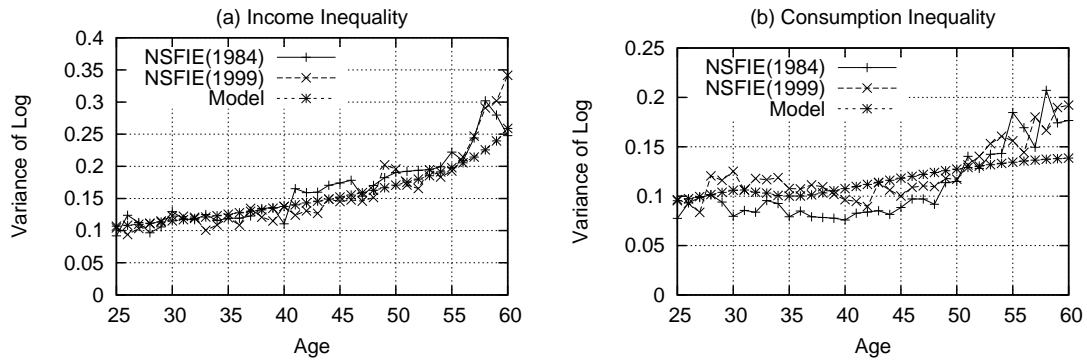 (a) Income Inequality
0.4
0.35
0.3
0.25
0.2
0.15
0.1
0.05
0
Variance of Log
NSFIE(1984)
NSFIE(1999)
Model
25 30 35 40 45 50 55 60
Age
(b) Consumption Inequality
0.25
0.2
0.15
0.1
0.05
0
Variance of Log
NSFIE(1984)
NSFIE(1999)
Model
25 30 35 40 45 50 55 60
Age